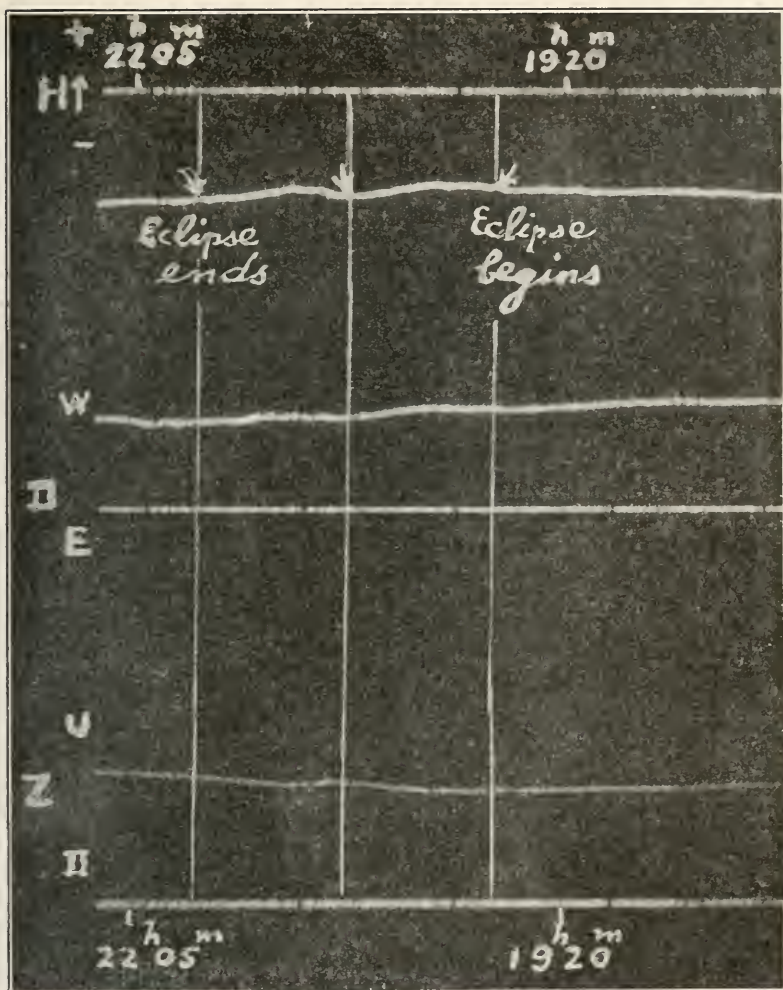 + h m h m
22 05 19 20
H↑
-
Eclipse Eclipse
ends begins
W
E
U
Z
h m h m
22 05 19 20